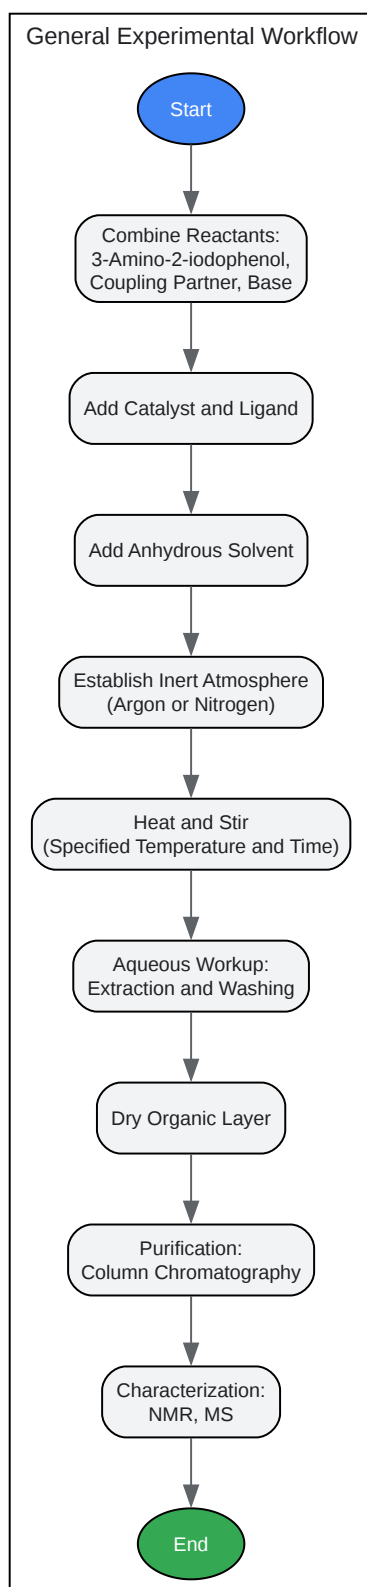 General Experimental Workflow
Start
Combine Reactants:
3-Amino-2-iodophenol,
Coupling Partner, Base
Add Catalyst and Ligand
Add Anhydrous Solvent
Establish Inert Atmosphere
(Argon or Nitrogen)
Heat and Stir
(Specified Temperature and Time)
Aqueous Workup:
Extraction and Washing
Dry Organic Layer
Purification:
Column Chromatography
Characterization:
NMR, MS
End